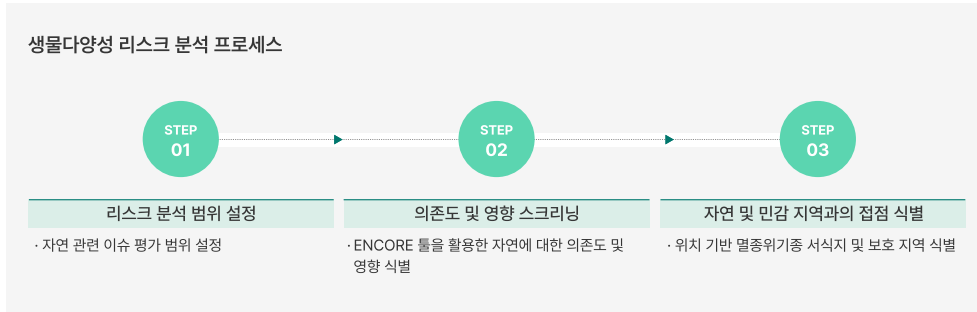 생물다양성 리스크 분석 프로세스
STEP
01
STEP
02
STEP
03
리스크 분석 범위 설정
· 자연 관련 이슈 평가 범위 설정
의존도 및 영향 스크리닝
· ENCORE 툴을 활용한 자연에 대한 의존도 및
영향 식별
자연 및 민감 지역과의 접점 식별
· 위치 기반 멸종위기종 서식지 및 보호 지역 식별